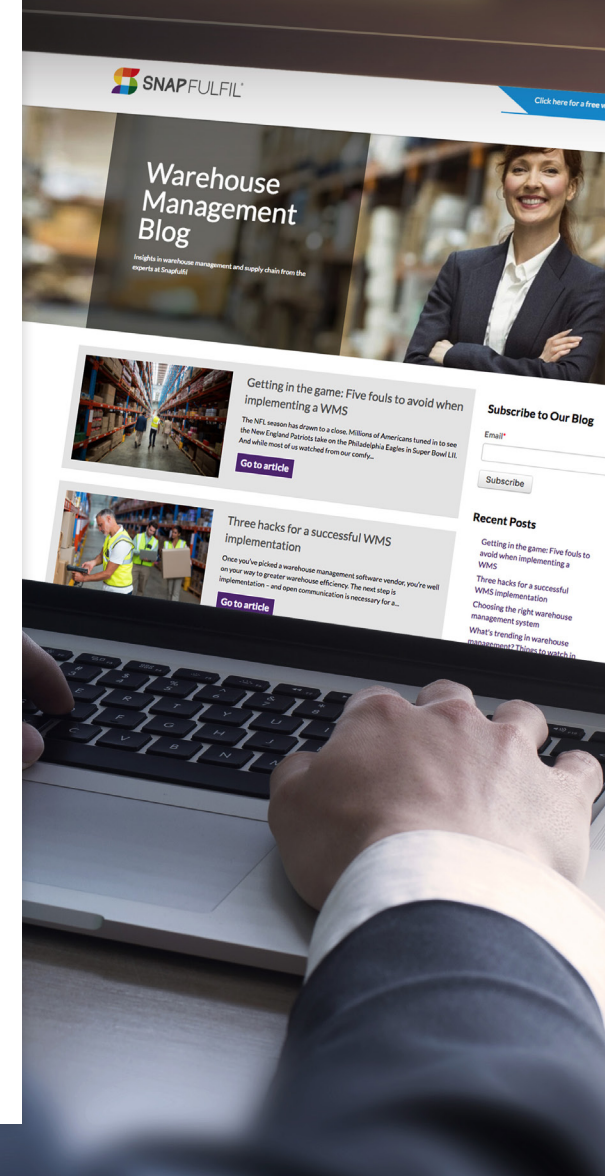 SNAPFULFIL®
Click here for a free
Warehouse
Management
Blog
Insights in warehouse management and supply chain from the
experts at Snapfulfil
Getting in the game: Five fouls to avoid when
implementing a WMS
The NFL season has drawn to a close. Millions of Americans tuned in to see
the New England Patriots take on the Philadelphia Eagles in Super Bowl LII.
And while most of us watched from our comfy...
Go to article
Three hacks for a successful WMS
implementation
Once you've picked a warehouse management software vendor, you're well
on your way to greater warehouse efficiency. The next step is
implementation – and open communication is necessary for a...
Go to article
Subscribe to Our Blog
Email*
Subscribe
Recent Posts
Getting in the game: Five fouls to
avoid when implementing a
WMS
Three hacks for a successful
WMS implementation
Choosing the right warehouse
management system
What's trending in warehouse
management? Things to watch in
E
R
T
Y
U
F
G
H
J
C
V
B
N